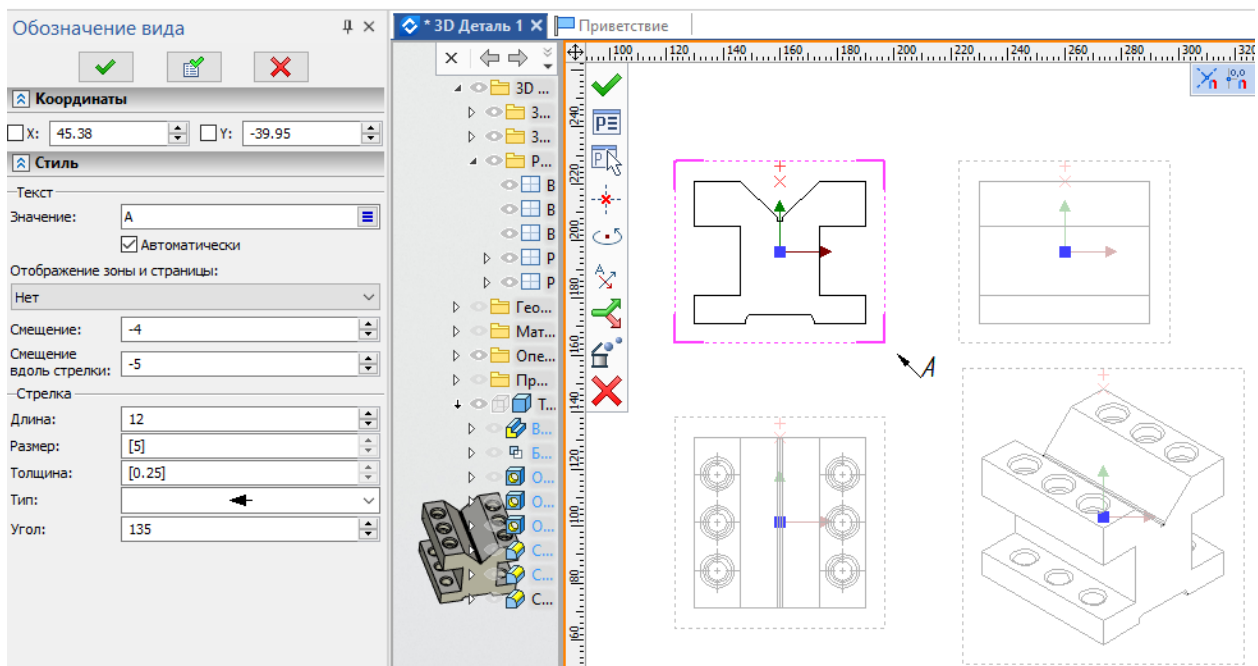 Обозначение вида
Координаты
X: 45.38 Y: -39.95
Стиль
Текст
Значение: А
Автоматически
Отображение зоны и страницы:
Нет
Смещение: -4
Смещение
вдоль стрелки: -5
Стрелка
Длина: 12
Размер: [5]
Толщина: [0.25]
Тип:
Угол: 135
* 3D Деталь 1
Приветствие
3D ...
З...
З...
Р...
В
В
В
Р
Р
Гео...
Мат...
Опе...
Пр...
Т...
В...
Б...
О...
О...
О...
С...
С...
С...
100 120 140 160 180 200 220 240 260 280 300 320
240
220
200
180
160
140
120
100
80
60
0,0
А
А